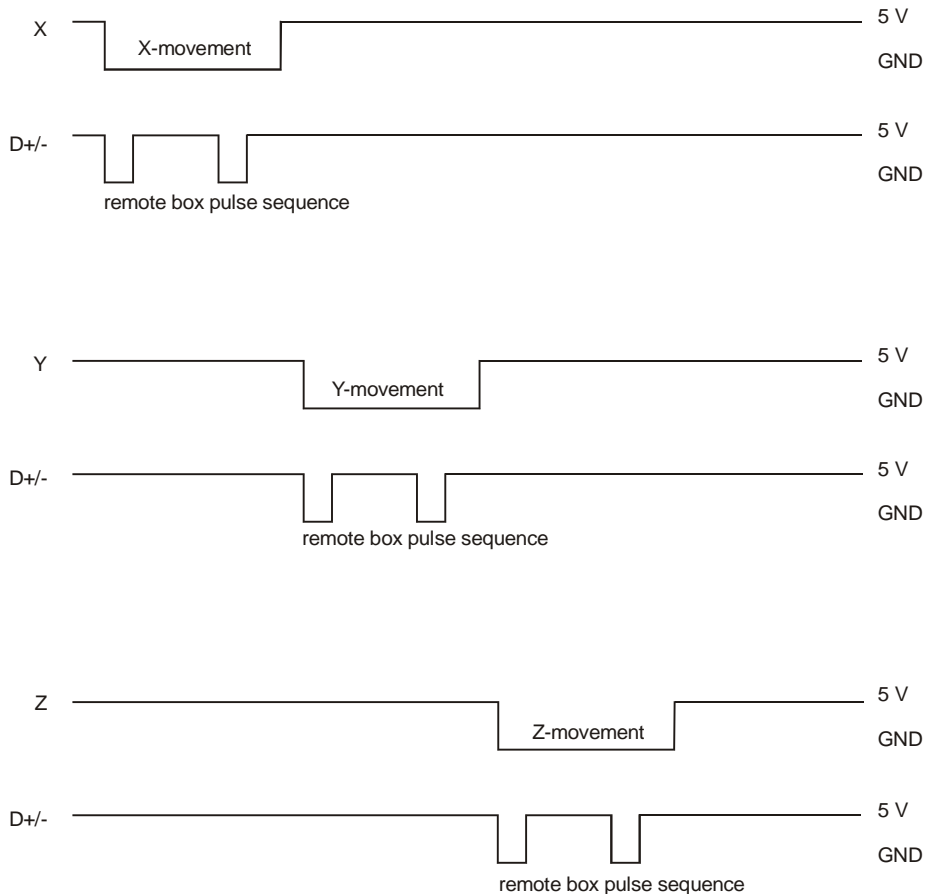 X
X-movement
5 V
GND
D+/-
5 V
GND
remote box pulse sequence
Y
Y-movement
5 V
GND
D+/-
5 V
GND
remote box pulse sequence
Z
Z-movement
5 V
GND
D+/-
5 V
GND
remote box pulse sequence